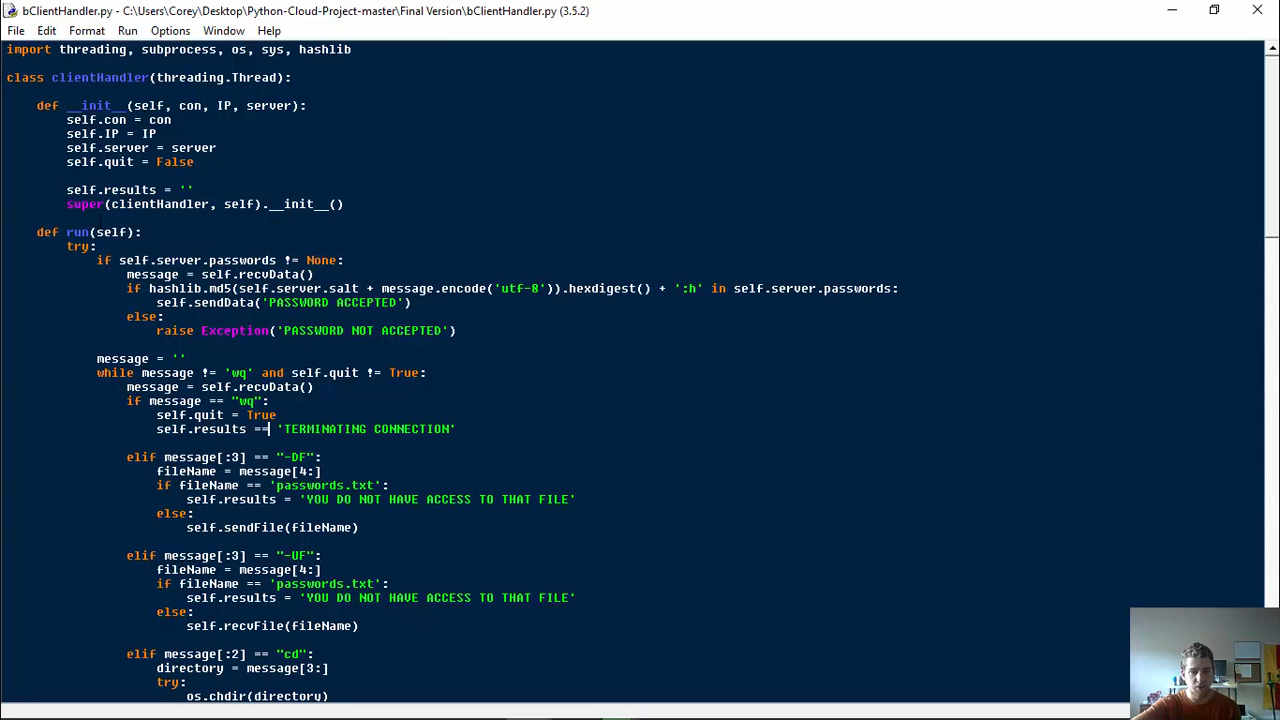 bClientHandler.py - C:\Users\Corey\Desktop\Python-Cloud-Project-master\Final Version\bClientHandler.py (3.5.2)
File Edit Format Run Options Window Help
import threading, subprocess, os, sys, hashlib
class clientHandler(threading.Thread):
def __init__(self, con, IP, server):
self.con = con
self.IP = IP
self.server = server
self.quit = False
self.results = ''
super(clientHandler, self).__init__()
def run(self):
try:
if self.server.passwords != None:
message = self.recvData()
if hashlib.md5(self.server.salt + message.encode('utf-8')).hexdigest() + ':h' in self.server.passwords:
self.sendData('PASSWORD ACCEPTED')
else:
raise Exception('PASSWORD NOT ACCEPTED')
message = ''
while message != 'wq' and self.quit != True:
message = self.recvData()
if message == "wq":
self.quit = True
self.results == 'TERMINATING CONNECTION'
elif message[:3] == "-DF":
fileName = message[4:]
if fileName == 'passwords.txt':
self.results = 'YOU DO NOT HAVE ACCESS TO THAT FILE'
else:
self.sendFile(fileName)
elif message[:3] == "-UF":
fileName = message[4:]
if fileName == 'passwords.txt':
self.results = 'YOU DO NOT HAVE ACCESS TO THAT FILE'
else:
self.recvFile(fileName)
elif message[:2] == "cd":
directory = message[3:]
try:
os.chdir(directory)